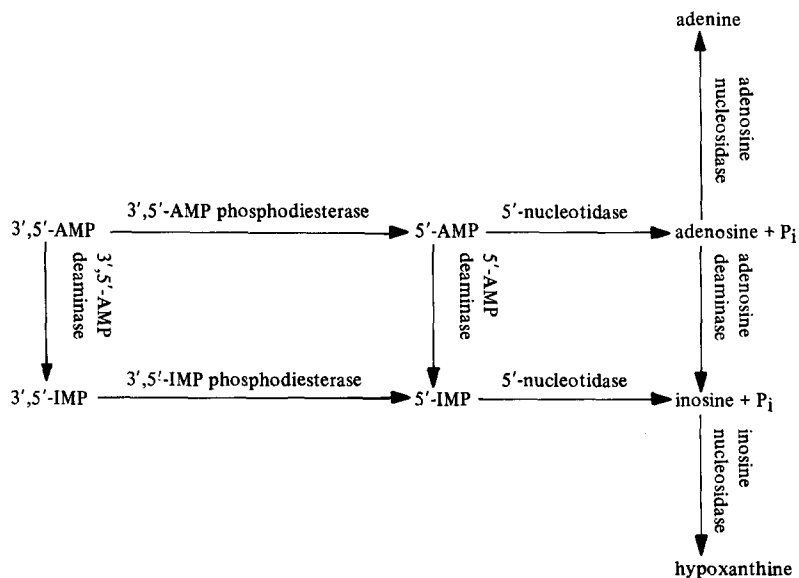 adenine
adenosine
nucleosidase
3′,5′-AMP phosphodiesterase
5′-nucleotidase
3′,5′-AMP
5′-AMP
adenosine + Pi
3′,5′-AMP
deaminase
5′-AMP
deaminase
adenosine
deaminase
3′,5′-IMP phosphodiesterase
5′-nucleotidase
3′,5′-IMP
5′-IMP
inosine + Pi
inosine
nucleosidase
hypoxanthine